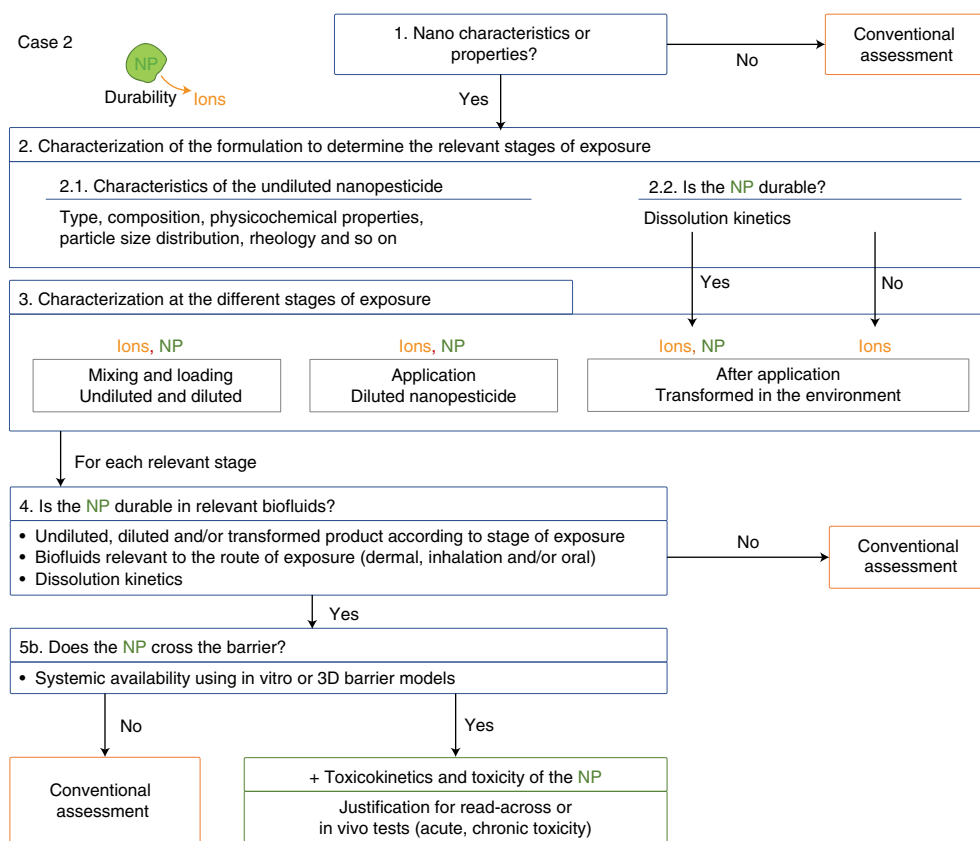 Case 2
NP
Durability
Ions
1. Nano characteristics or
properties?
No
Conventional
assessment
Yes
2. Characterization of the formulation to determine the relevant stages of exposure
2.1. Characteristics of the undiluted nanopesticide
Type, composition, physicochemical properties,
particle size distribution, rheology and so on
2.2. Is the NP durable?
Dissolution kinetics
Yes
No
3. Characterization at the different stages of exposure
Ions, NP
Mixing and loading
Undiluted and diluted
Ions, NP
Application
Diluted nanopesticide
Ions, NP
Ions
After application
Transformed in the environment
For each relevant stage
4. Is the NP durable in relevant biofluids?
• Undiluted, diluted and/or transformed product according to stage of exposure
• Biofluids relevant to the route of exposure (dermal, inhalation and/or oral)
• Dissolution kinetics
No
Conventional
assessment
Yes
5b. Does the NP cross the barrier?
• Systemic availability using in vitro or 3D barrier models
No
Yes
Conventional
assessment
+ Toxicokinetics and toxicity of the NP
Justification for read-across or
in vivo tests (acute, chronic toxicity)